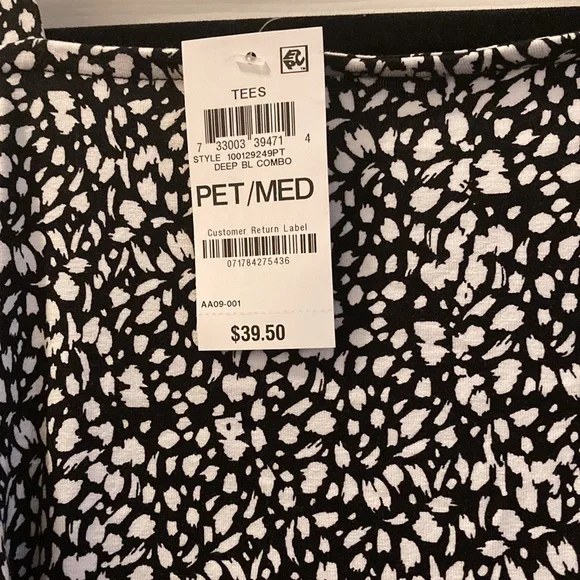 TEES
7 33003 39471 4
STYLE 100129249PT
DEEP BL COMBO
PET/MED
Customer Return Label
071784275436
AA09-001
$39.50